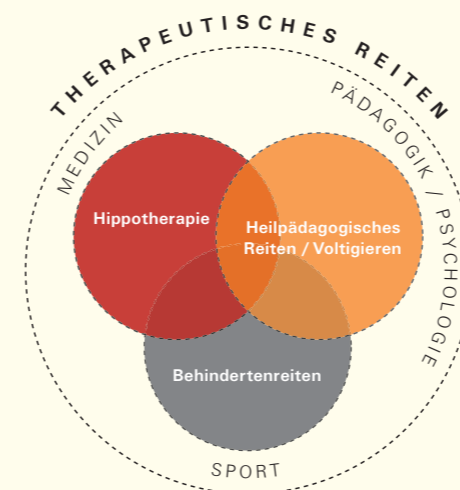 THERAPEUTISCHES REITEN
MEDIZIN
PÄDAGOGIK / PSYCHOLOGIE
Hippotherapie
Heilpädagogisches
Reiten / Voltigieren
Behindertenreiten
SPORT